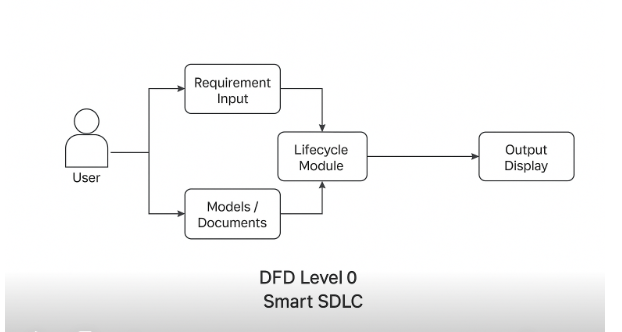 Requirement
Input
User
Lifecycle
Module
Output
Display
Models /
Documents
DFD Level 0
Smart SDLC